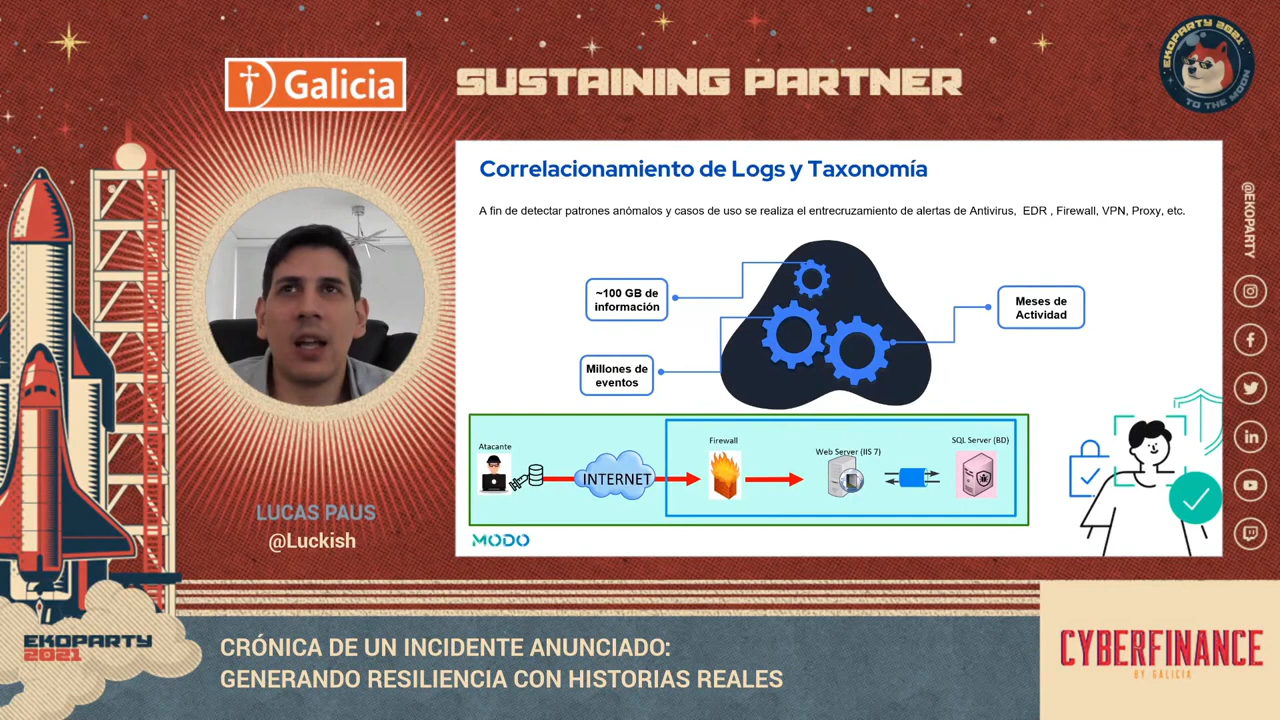 Galicia
SUSTAINING PARTNER
EKOPARTY 2021
TO THE MOON
Correlacionamiento de Logs y Taxonomía
A fin de detectar patrones anómalos y casos de uso se realiza el entrecruzamiento de alertas de Antivirus, EDR , Firewall, VPN, Proxy, etc.
~100 GB de
información
Meses de
Actividad
Millones de
eventos
Atacante
INTERNET
Firewall
Web Server (IIS 7)
SQL Server (BD)
MODO
@EKOPARTY
LUCAS PAUS
@Luckish
EKOPARTY
2021
CRÓNICA DE UN INCIDENTE ANUNCIADO:
GENERANDO RESILIENCIA CON HISTORIAS REALES
CYBERFINANCE
BY GALICIA